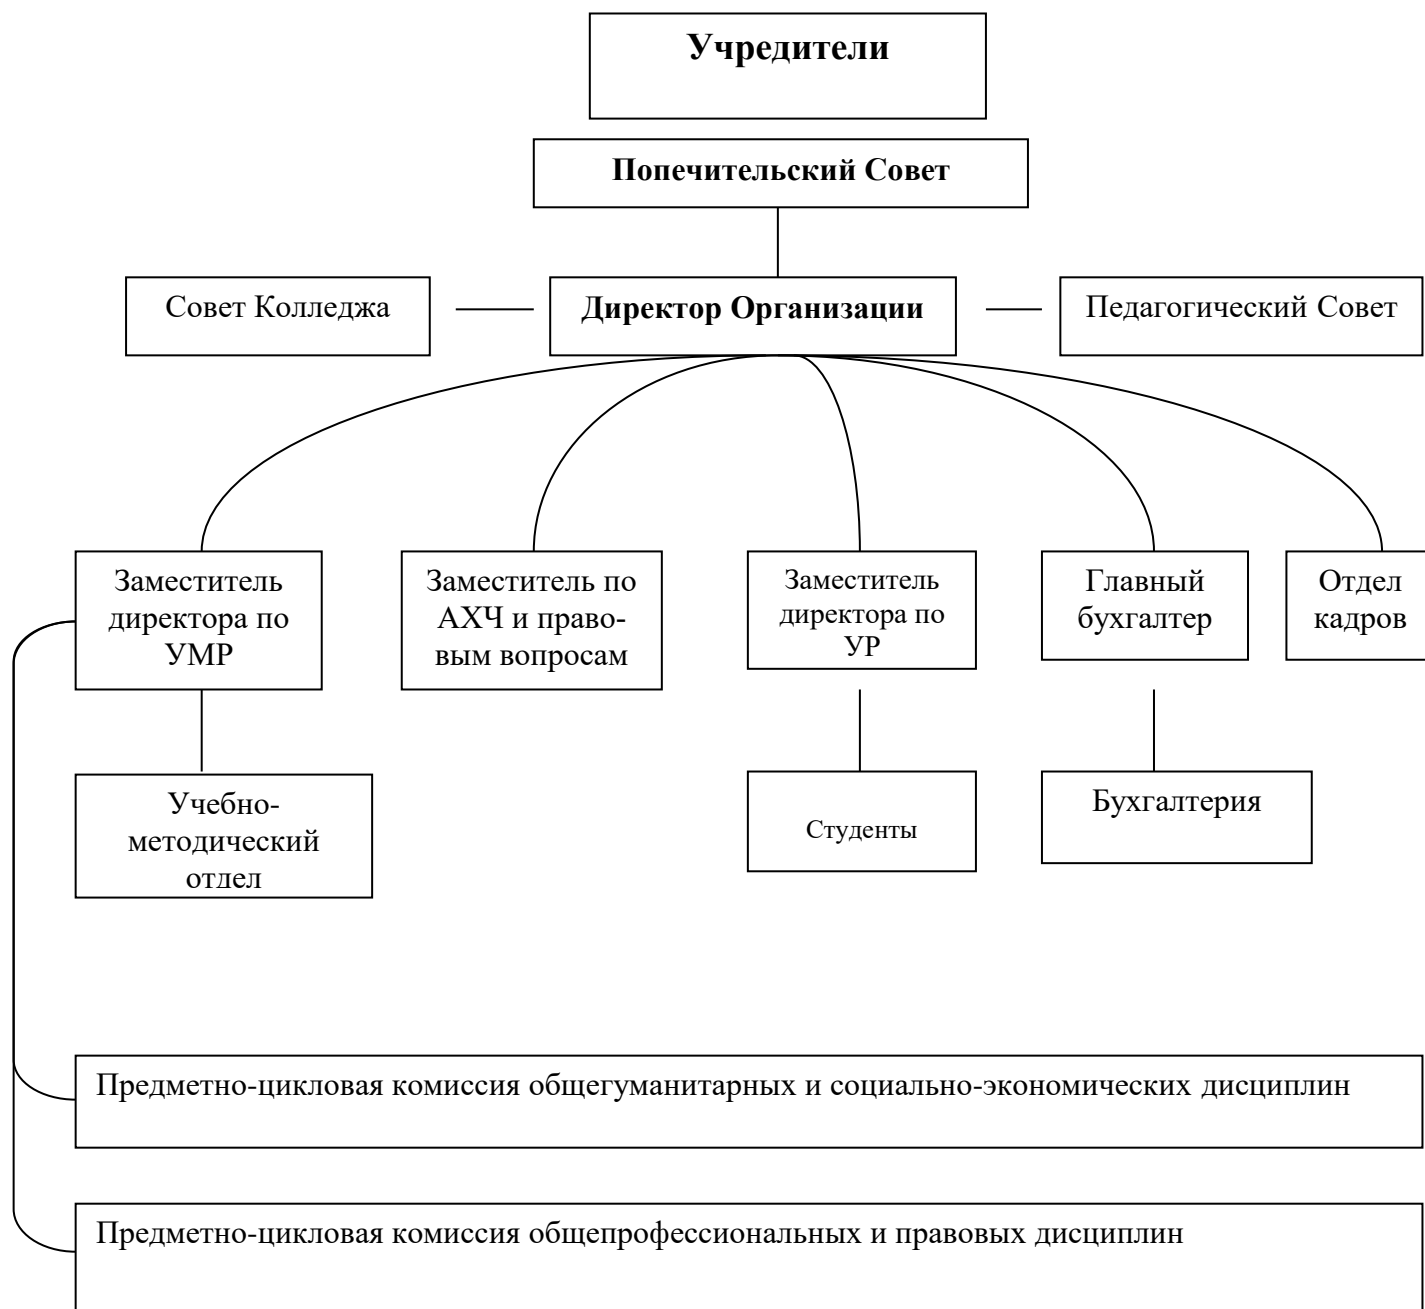 Учредители
Попечительский Совет
Совет Колледжа
Директор Организации
Педагогический Совет
Заместитель
директора по
УМР
Заместитель по
АХЧ и право-
вым вопросам
Заместитель
директора по
УР
Главный
бухгалтер
Отдел
кадров
Учебно-
методический
отдел
Студенты
Бухгалтерия
Предметно-цикловая комиссия общегуманитарных и социально-экономических дисциплин
Предметно-цикловая комиссия общепрофессиональных и правовых дисциплин